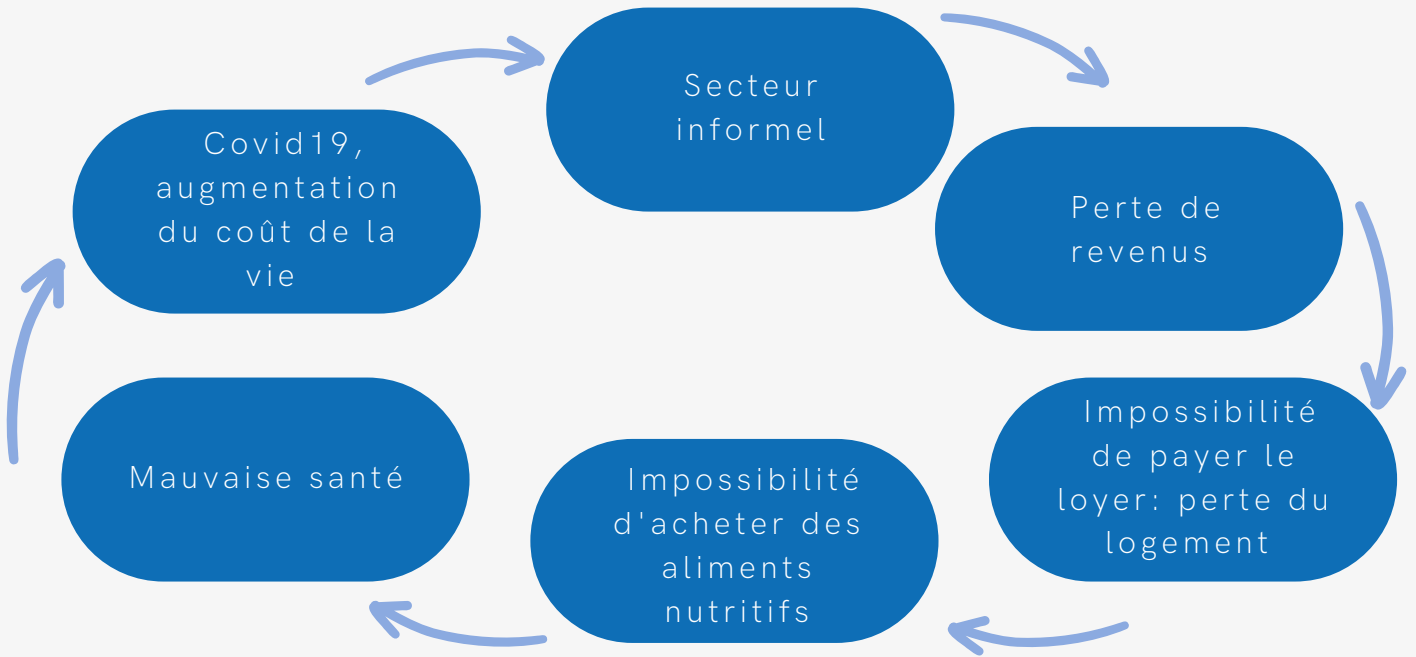 Secteur
informel
Perte de
revenus
Impossibilité
de payer le
loyer: perte du
logement
Impossibilité
d'acheter des
aliments
nutritifs
Mauvaise santé
Covid19,
augmentation
du coût de la
vie